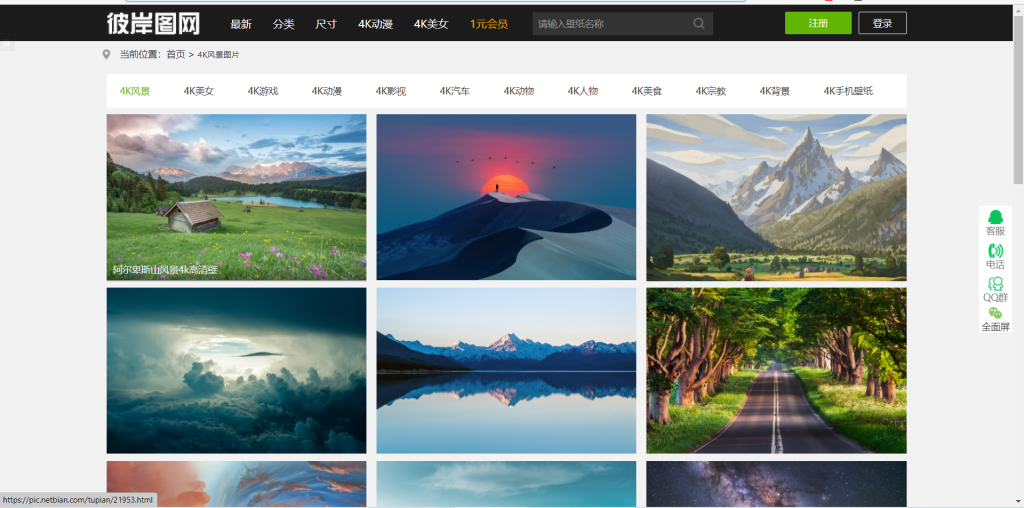 彼岸图网 最新 分类 尺寸 4K动漫 4K美女 1元会员 请输入壁纸名称 注册 登录
当前位置：首页 > 4K风景图片
4K风景 4K美女 4K游戏 4K动漫 4K影视 4K汽车 4K动物 4K人物 4K美食 4K宗教 4K背景 4K手机壁纸
阿尔卑斯山风景4k高清壁
客服
电话
QQ群
全面屏
https://pic.netbian.com/tupian/21953.html